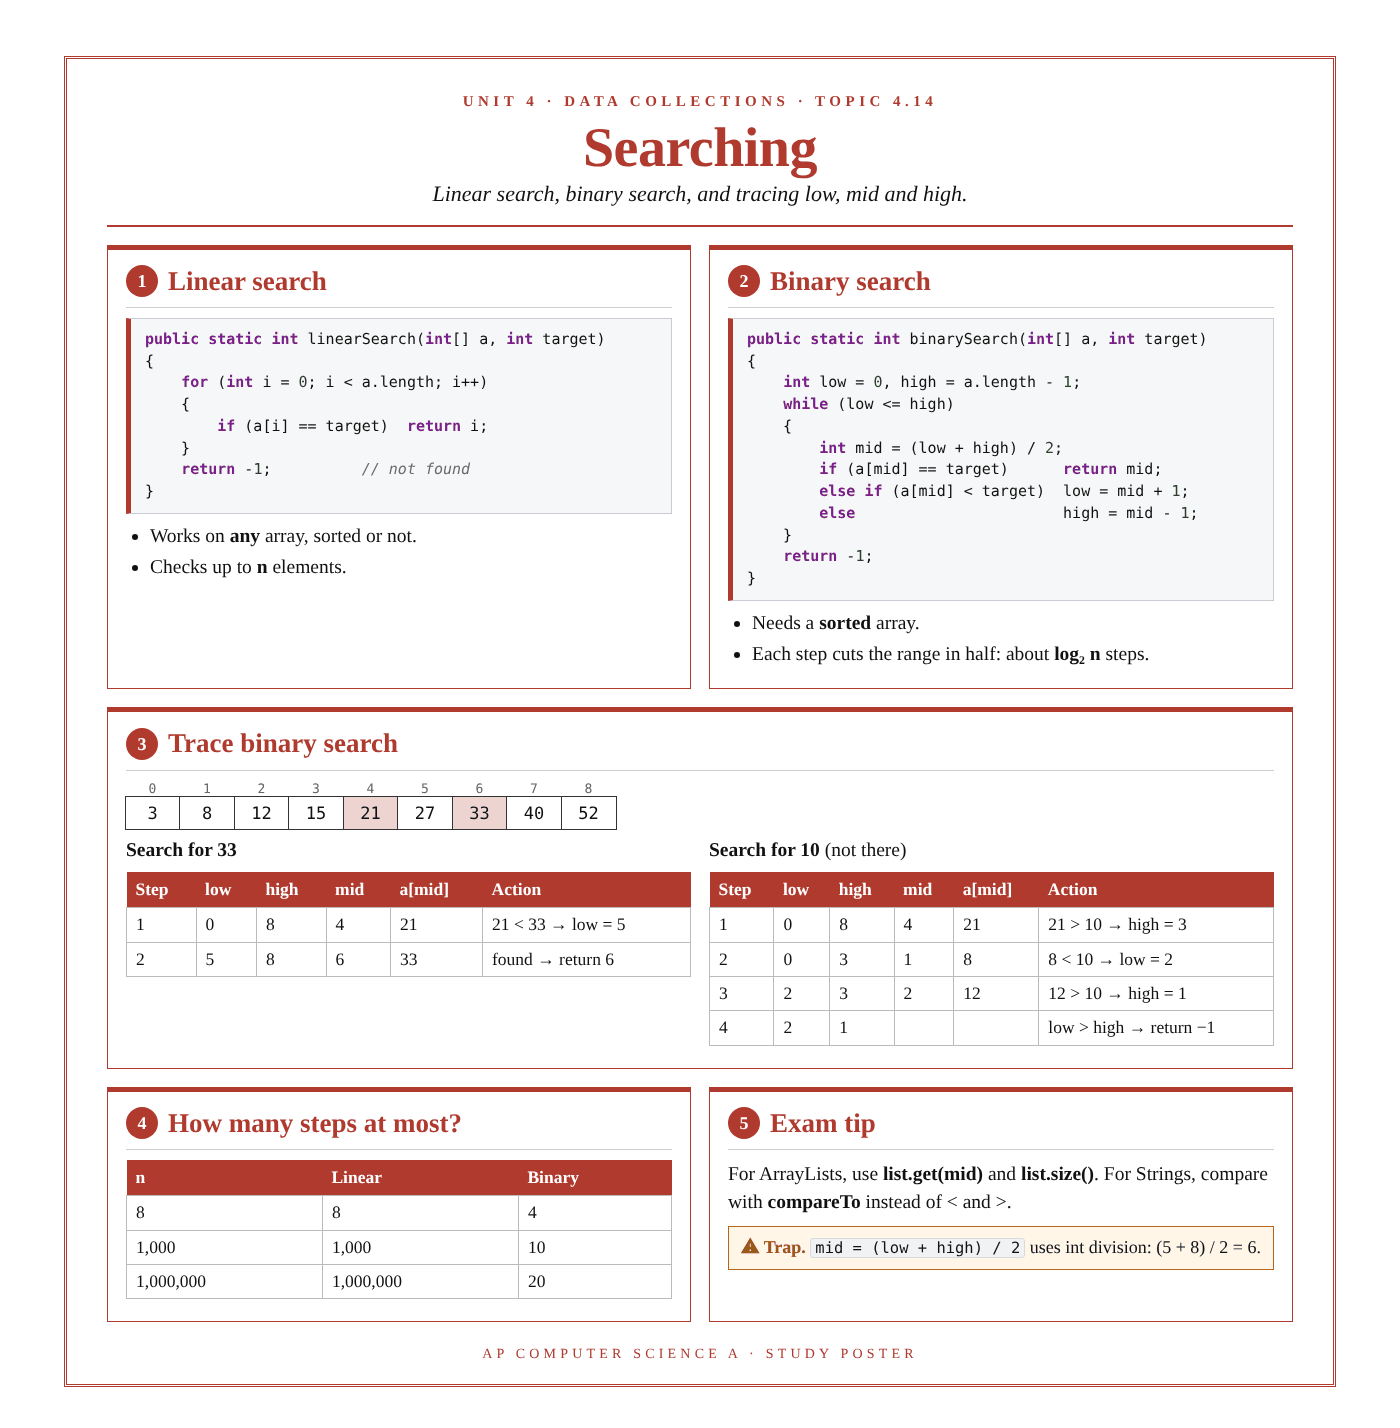 UNIT 4 · DATA COLLECTIONS · TOPIC 4.14
Searching
Linear search, binary search, and tracing low, mid and high.
1 Linear search
public static int linearSearch(int[] a, int target)
{
    for (int i = 0; i < a.length; i++)
    {
        if (a[i] == target)  return i;
    }
    return -1;          // not found
}
• Works on any array, sorted or not.
• Checks up to n elements.
2 Binary search
public static int binarySearch(int[] a, int target)
{
    int low = 0, high = a.length - 1;
    while (low <= high)
    {
        int mid = (low + high) / 2;
        if (a[mid] == target)      return mid;
        else if (a[mid] < target)  low = mid + 1;
        else                       high = mid - 1;
    }
    return -1;
}
• Needs a sorted array.
• Each step cuts the range in half: about log₂ n steps.
3 Trace binary search
0 1 2 3 4 5 6 7 8
3 8 12 15 21 27 33 40 52
Search for 33
Step low high mid a[mid] Action
1 0 8 4 21 21 < 33 → low = 5
2 5 8 6 33 found → return 6
Search for 10 (not there)
Step low high mid a[mid] Action
1 0 8 4 21 21 > 10 → high = 3
2 0 3 1 8 8 < 10 → low = 2
3 2 3 2 12 12 > 10 → high = 1
4 2 1 low > high → return −1
4 How many steps at most?
n Linear Binary
8 8 4
1,000 1,000 10
1,000,000 1,000,000 20
5 Exam tip
For ArrayLists, use list.get(mid) and list.size(). For Strings, compare
with compareTo instead of < and >.
⚠ Trap. mid = (low + high) / 2 uses int division: (5 + 8) / 2 = 6.
AP COMPUTER SCIENCE A · STUDY POSTER